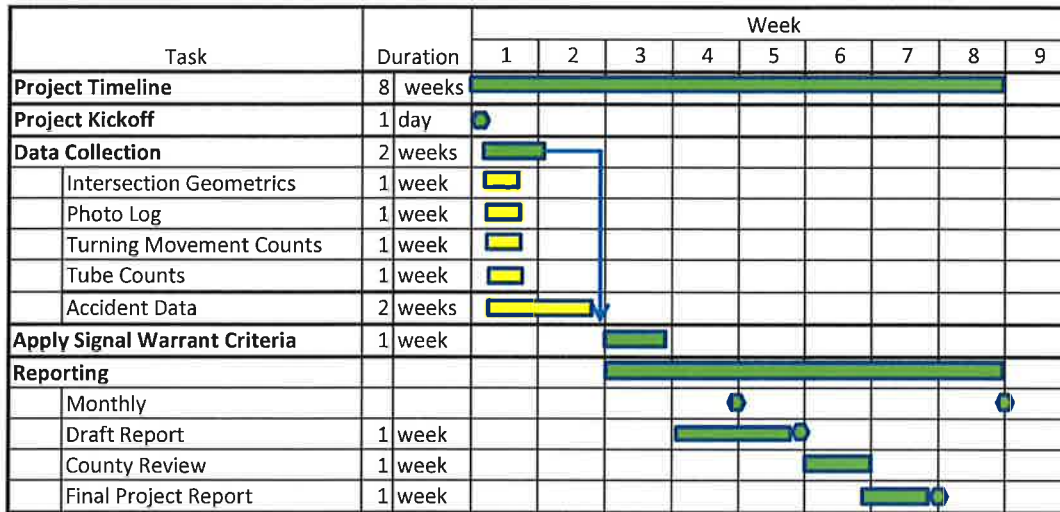 Week
Task Duration 1 2 3 4 5 6 7 8 9
Project Timeline 8 weeks
Project Kickoff 1 day
Data Collection 2 weeks
Intersection Geometrics 1 week
Photo Log 1 week
Turning Movement Counts 1 week
Tube Counts 1 week
Accident Data 2 weeks
Apply Signal Warrant Criteria 1 week
Reporting
Monthly
Draft Report 1 week
County Review 1 week
Final Project Report 1 week